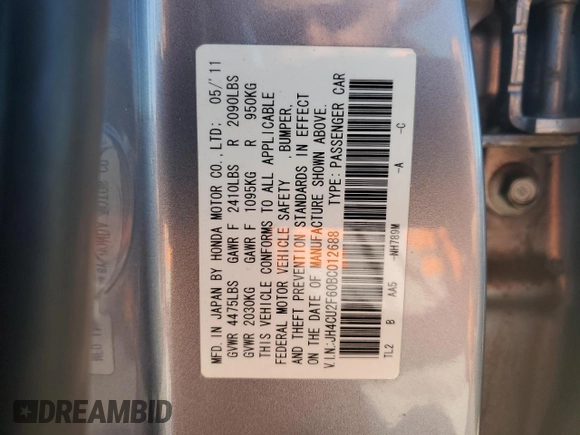 MFD. IN JAPAN BY HONDA MOTOR CO., LTD; 05/'11
GVWR 4475LBS GAWR F 2410LBS R 2090LBS
GVWR 2030KG GAWR F 1095KG R 950KG
THIS VEHICLE CONFORMS TO ALL APPLICABLE
FEDERAL MOTOR VEHICLE SAFETY , BUMPER,
AND THEFT PREVENTION STANDARDS IN EFFECT
ON THE DATE OF MANUFACTURE SHOWN ABOVE.
V.I.N.:JH4CU2F60BC012688 TYPE: PASSENGER CAR
TL2 B AA5 -NH789M -A -C
DREAMBID